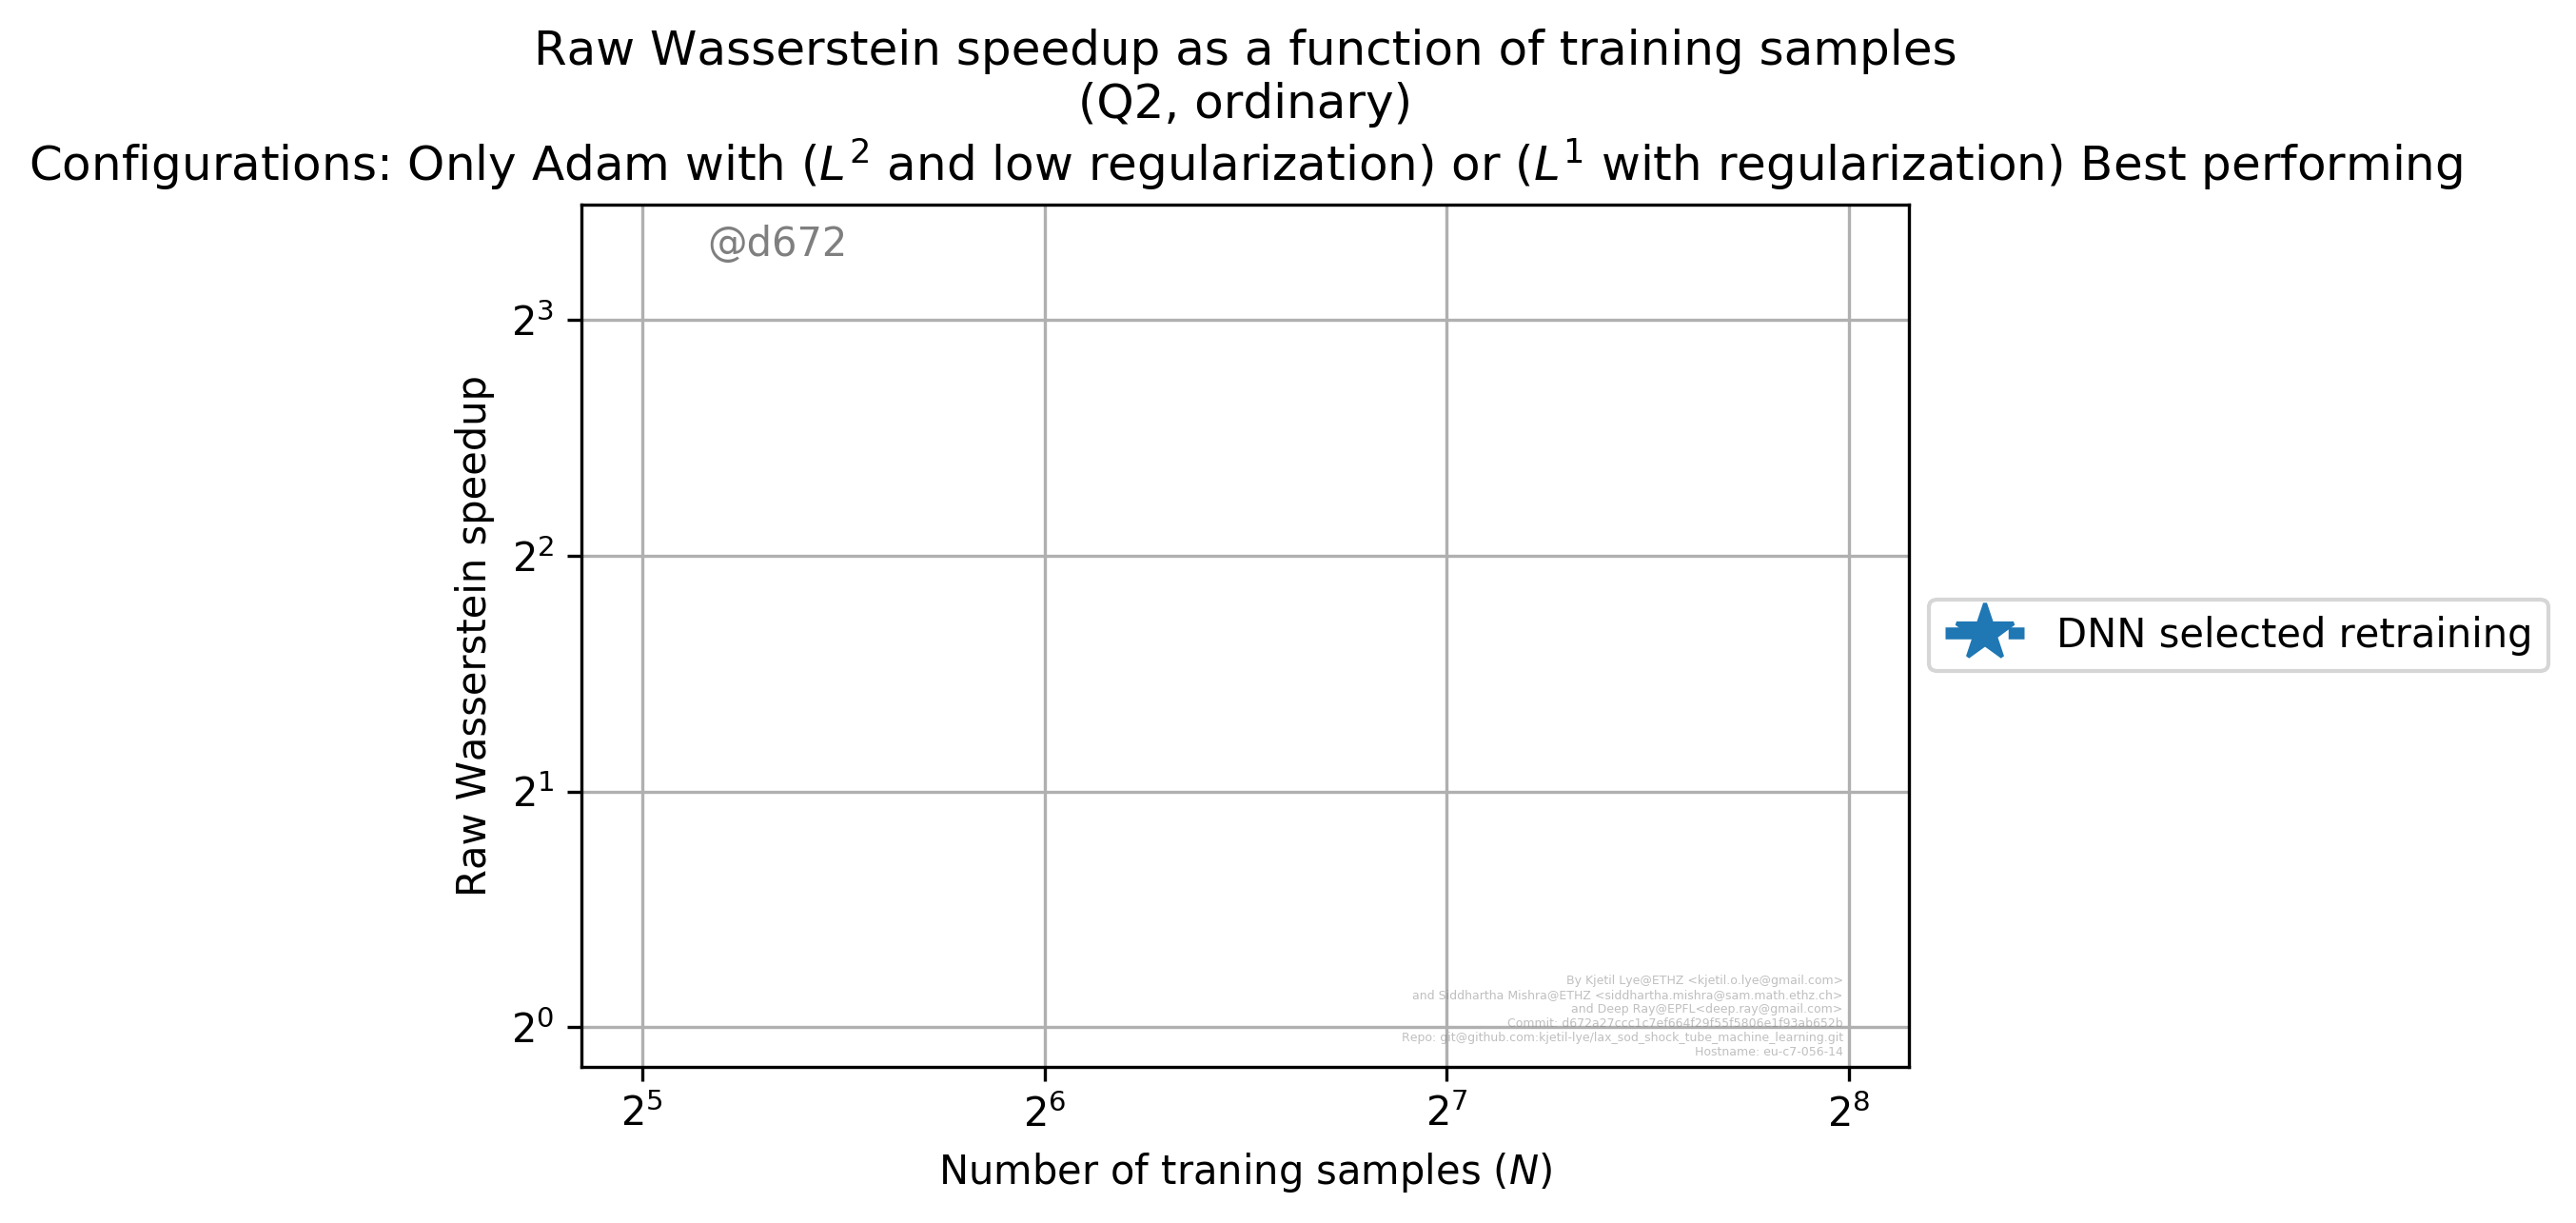 Raw Wasserstein speedup as a function of training samples
(Q2, ordinary)
Configurations: Only Adam with (L² and low regularization) or (L¹ with regularization) Best performing
@d672
2³
2²
2¹
2⁰
Raw Wasserstein speedup
DNN selected retraining
By Kjetil Lye@ETHZ <kjetil.o.lye@gmail.com>
and Siddhartha Mishra@ETHZ <siddhartha.mishra@sam.math.ethz.ch>
and Deep Ray@EPFL<deep.ray@gmail.com>
Commit: d672a27ccc1c7ef664f29f55f5806e1f93ab652b
Repo: git@github.com:kjetil-lye/lax_sod_shock_tube_machine_learning.git
Hostname: eu-c7-056-14
2⁵ 2⁶ 2⁷ 2⁸
Number of traning samples (N)